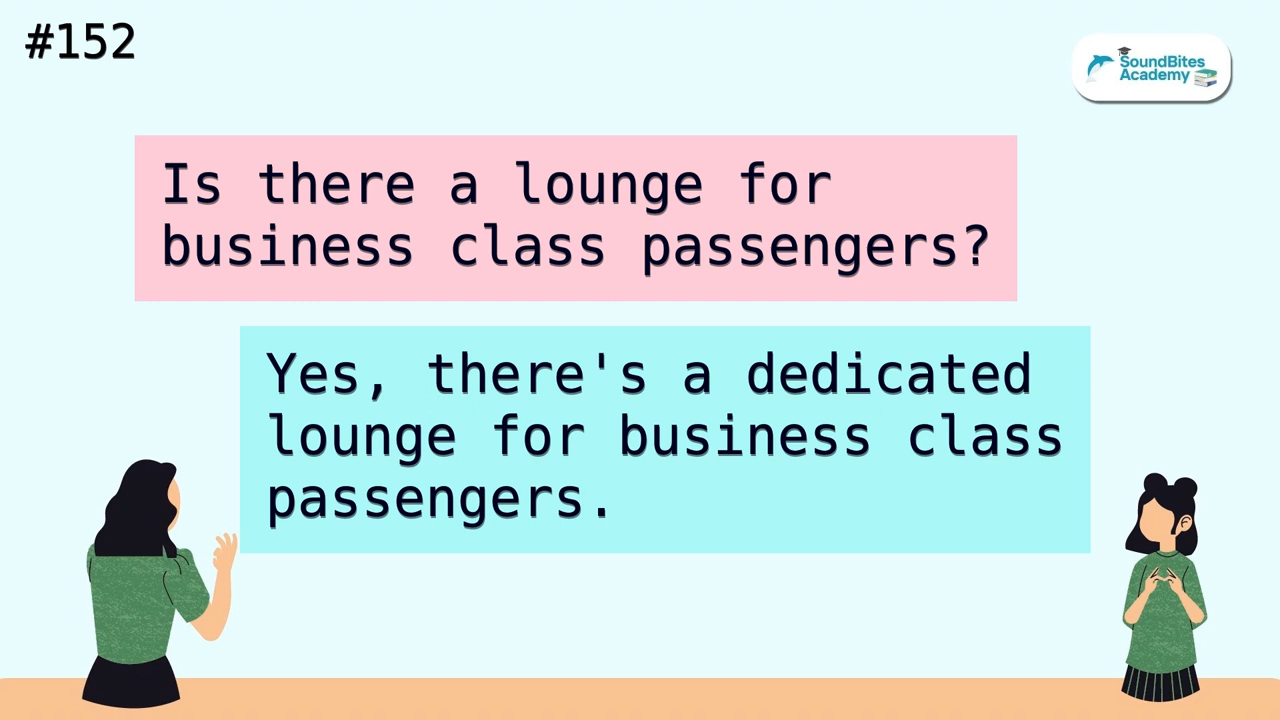 #152
SoundBites
Academy
Is there a lounge for
business class passengers?
Yes, there's a dedicated
lounge for business class
passengers.